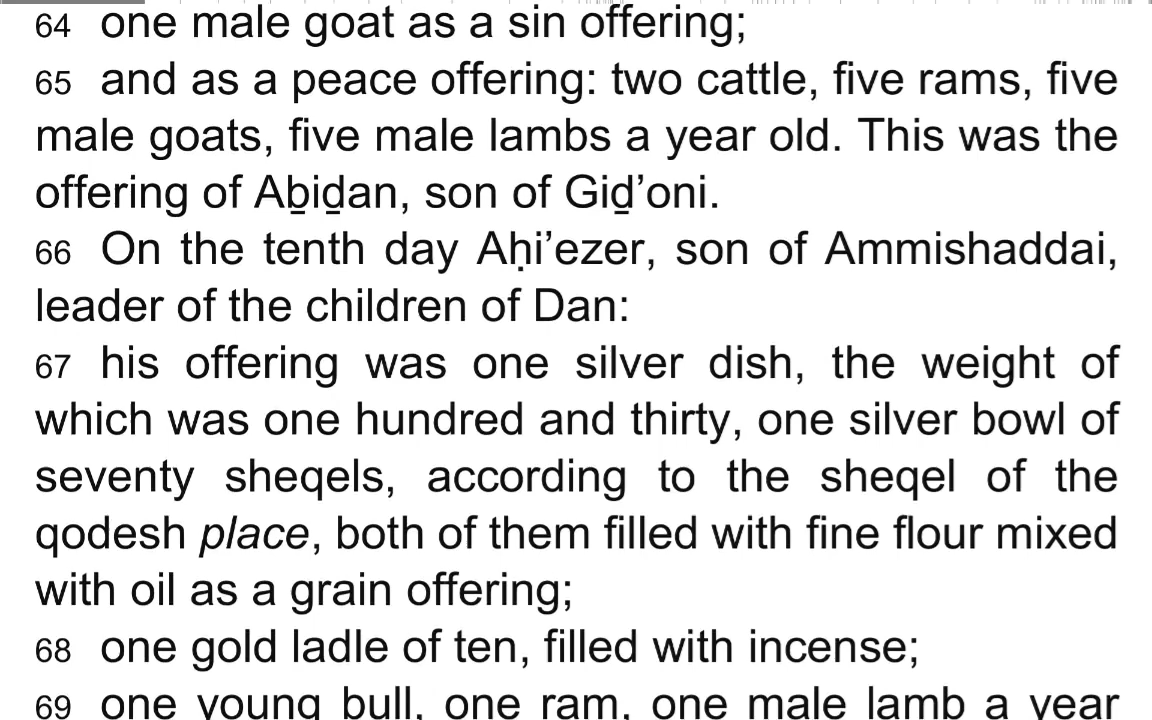 64 one male goat as a sin offering;
65 and as a peace offering: two cattle, five rams, five
male goats, five male lambs a year old. This was the
offering of Aḇiḏan, son of Giḏ’oni.
66 On the tenth day Aḥi’ezer, son of Ammishaddai,
leader of the children of Dan:
67 his offering was one silver dish, the weight of
which was one hundred and thirty, one silver bowl of
seventy sheqels, according to the sheqel of the
qodesh place, both of them filled with fine flour mixed
with oil as a grain offering;
68 one gold ladle of ten, filled with incense;
69 one young bull, one ram, one male lamb a year